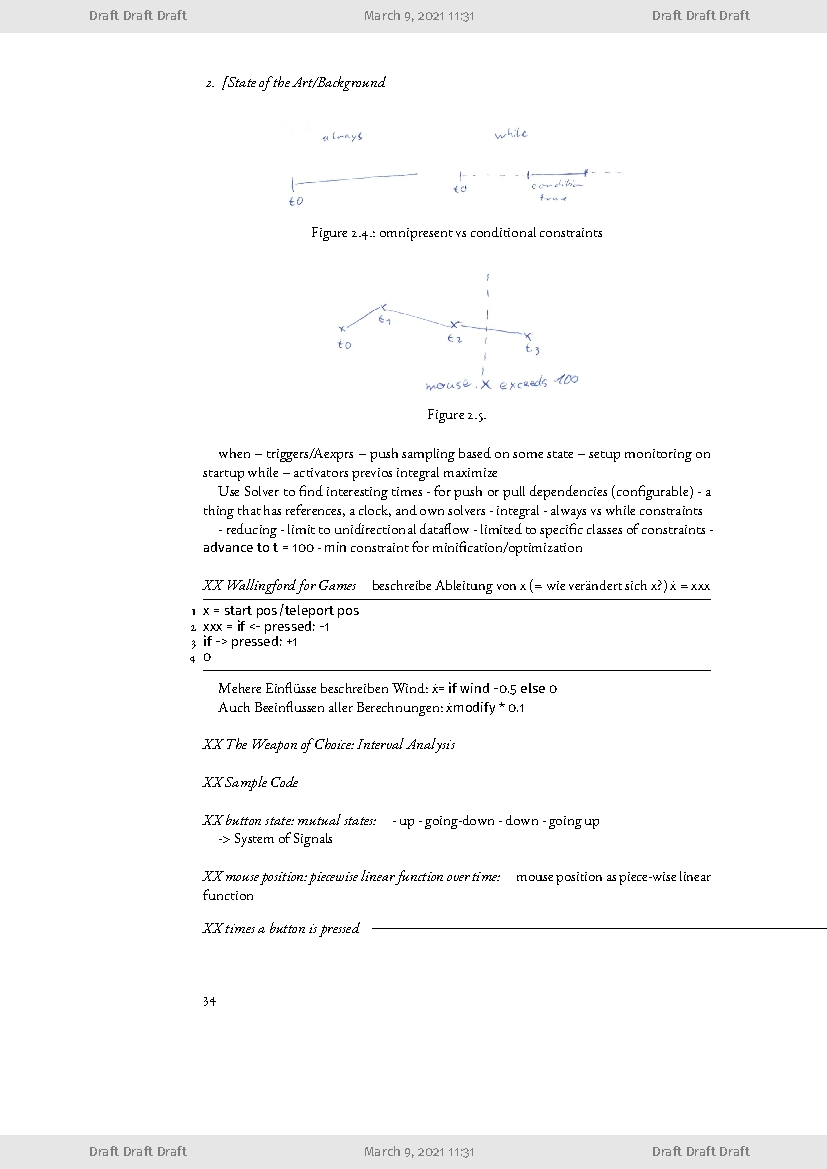 Draft Draft Draft March 9, 2021 11:31 Draft Draft Draft
2. [State of the Art/Background
always while
t0 t0 condition
true
Figure 2.4.: omnipresent vs conditional constraints
t0 t1 t2 t3
mouse.x exceeds 100
Figure 2.5.
when – triggers/Aexprs – push sampling based on some state – setup monitoring on
startup while – activators previos integral maximize
Use Solver to find interesting times - for push or pull dependencies (configurable) - a
thing that has references, a clock, and own solvers - integral - always vs while constraints
- reducing - limit to unidirectional dataflow - limited to specific classes of constraints -
advance to t = 100 - min constraint for minification/optimization
XX Wallingford for Games beschreibe Ableitung von x (= wie verändert sich x?) ẋ = xxx
1 x = start pos/teleport pos
2 xxx = if <- pressed: -1
3 if -> pressed: +1
4 0
Mehere Einflüsse beschreiben Wind: ẋ= if wind -0.5 else 0
Auch Beeinflussen aller Berechnungen: ẋmodify * 0.1
XX The Weapon of Choice: Interval Analysis
XX Sample Code
XX button state: mutual states: - up - going-down - down - going up
-> System of Signals
XX mouse position: piecewise linear function over time: mouse position as piece-wise linear
function
XX times a button is pressed
34
Draft Draft Draft March 9, 2021 11:31 Draft Draft Draft